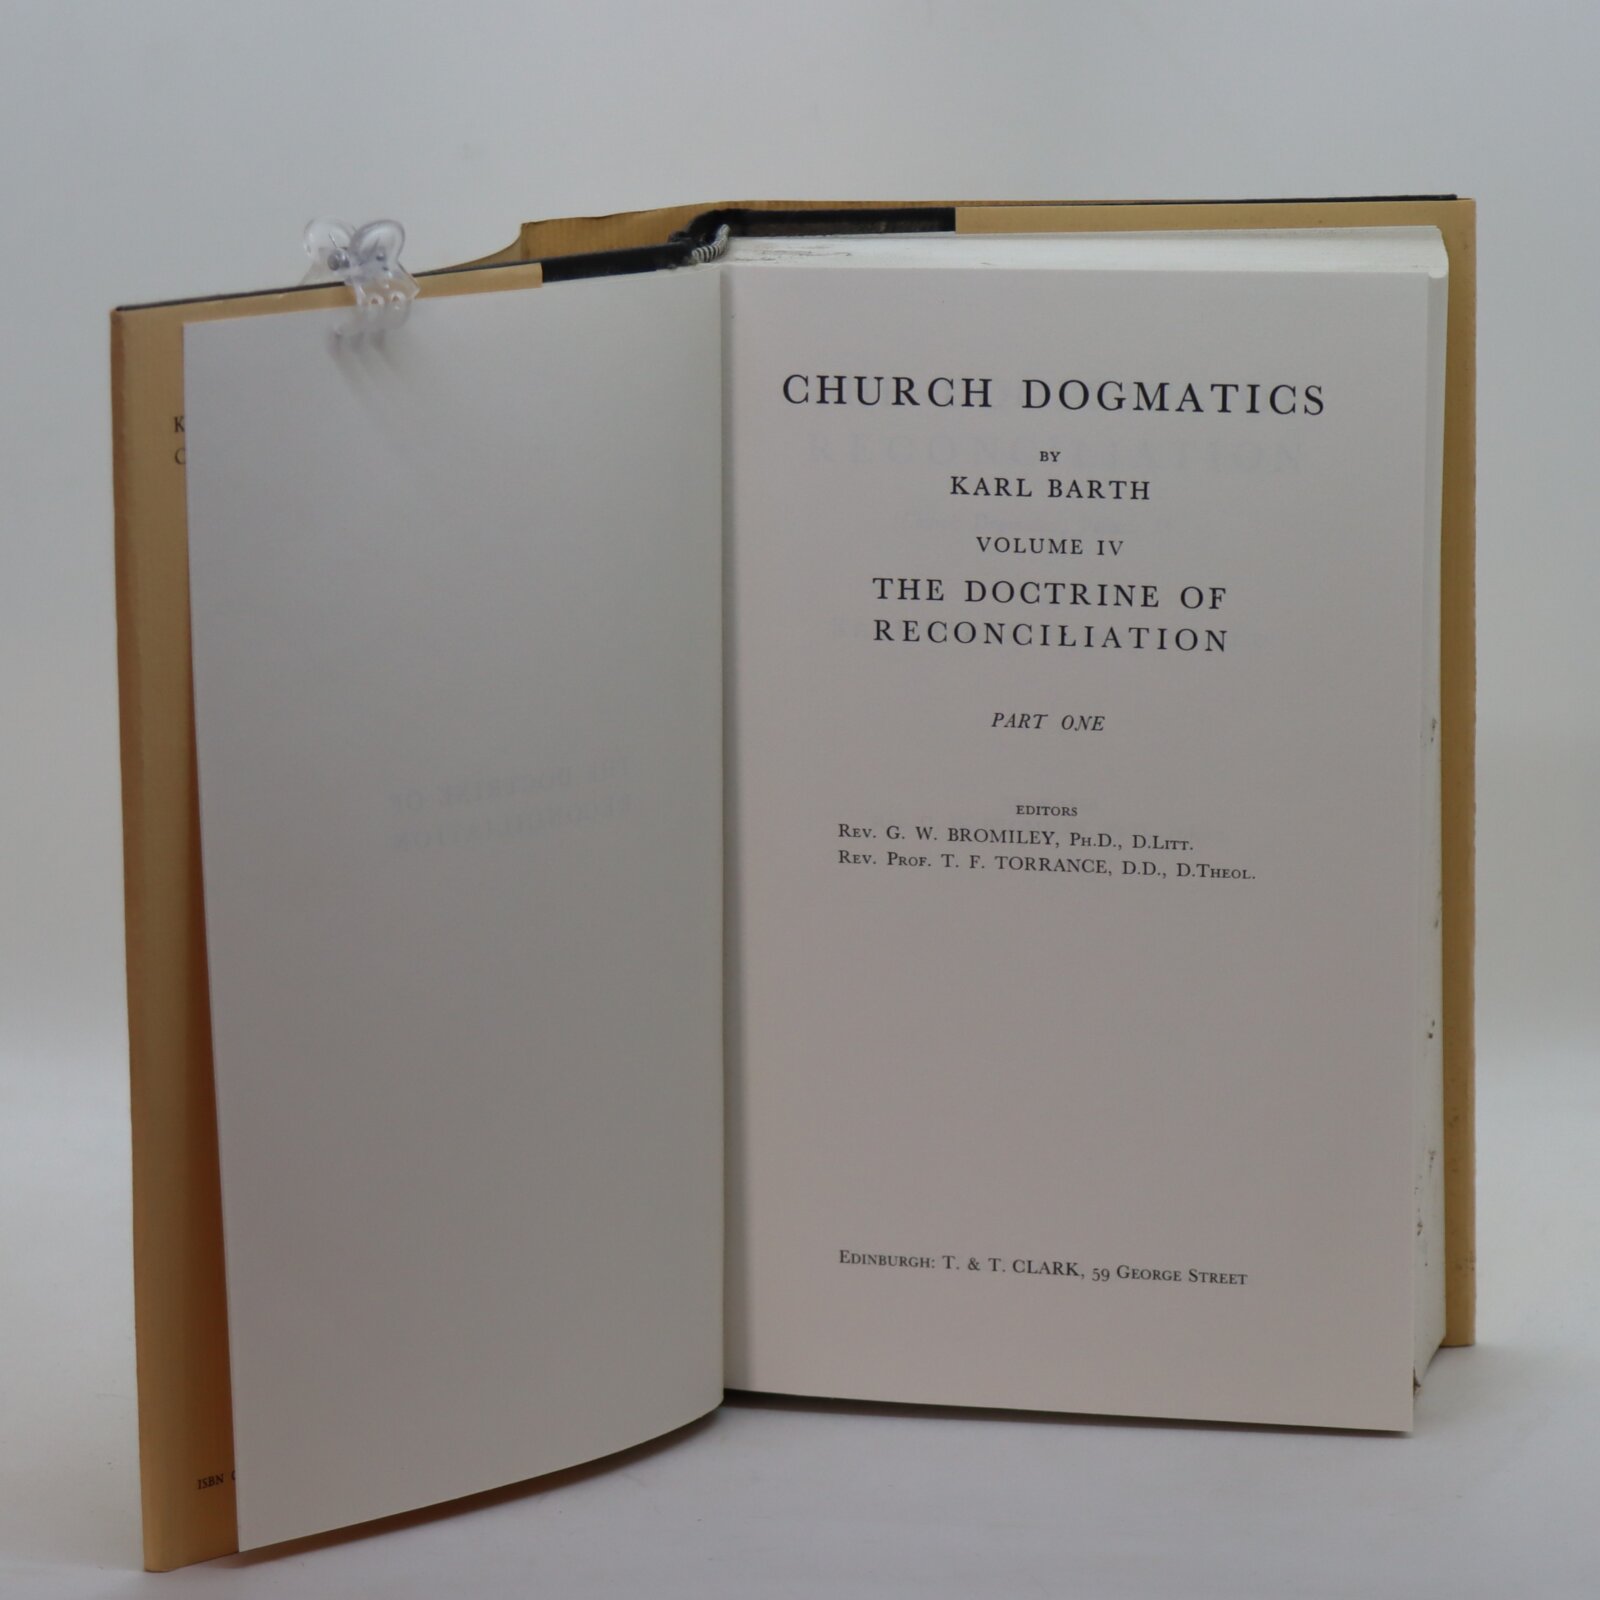 CHURCH DOGMATICS
BY
KARL BARTH
VOLUME IV
THE DOCTRINE OF
RECONCILIATION
PART ONE
EDITORS
REV. G. W. BROMILEY, PH.D., D.LITT.
REV. PROF. T. F. TORRANCE, D.D., D.THEOL.
EDINBURGH: T. & T. CLARK, 59 GEORGE STREET
K
C
ISBN